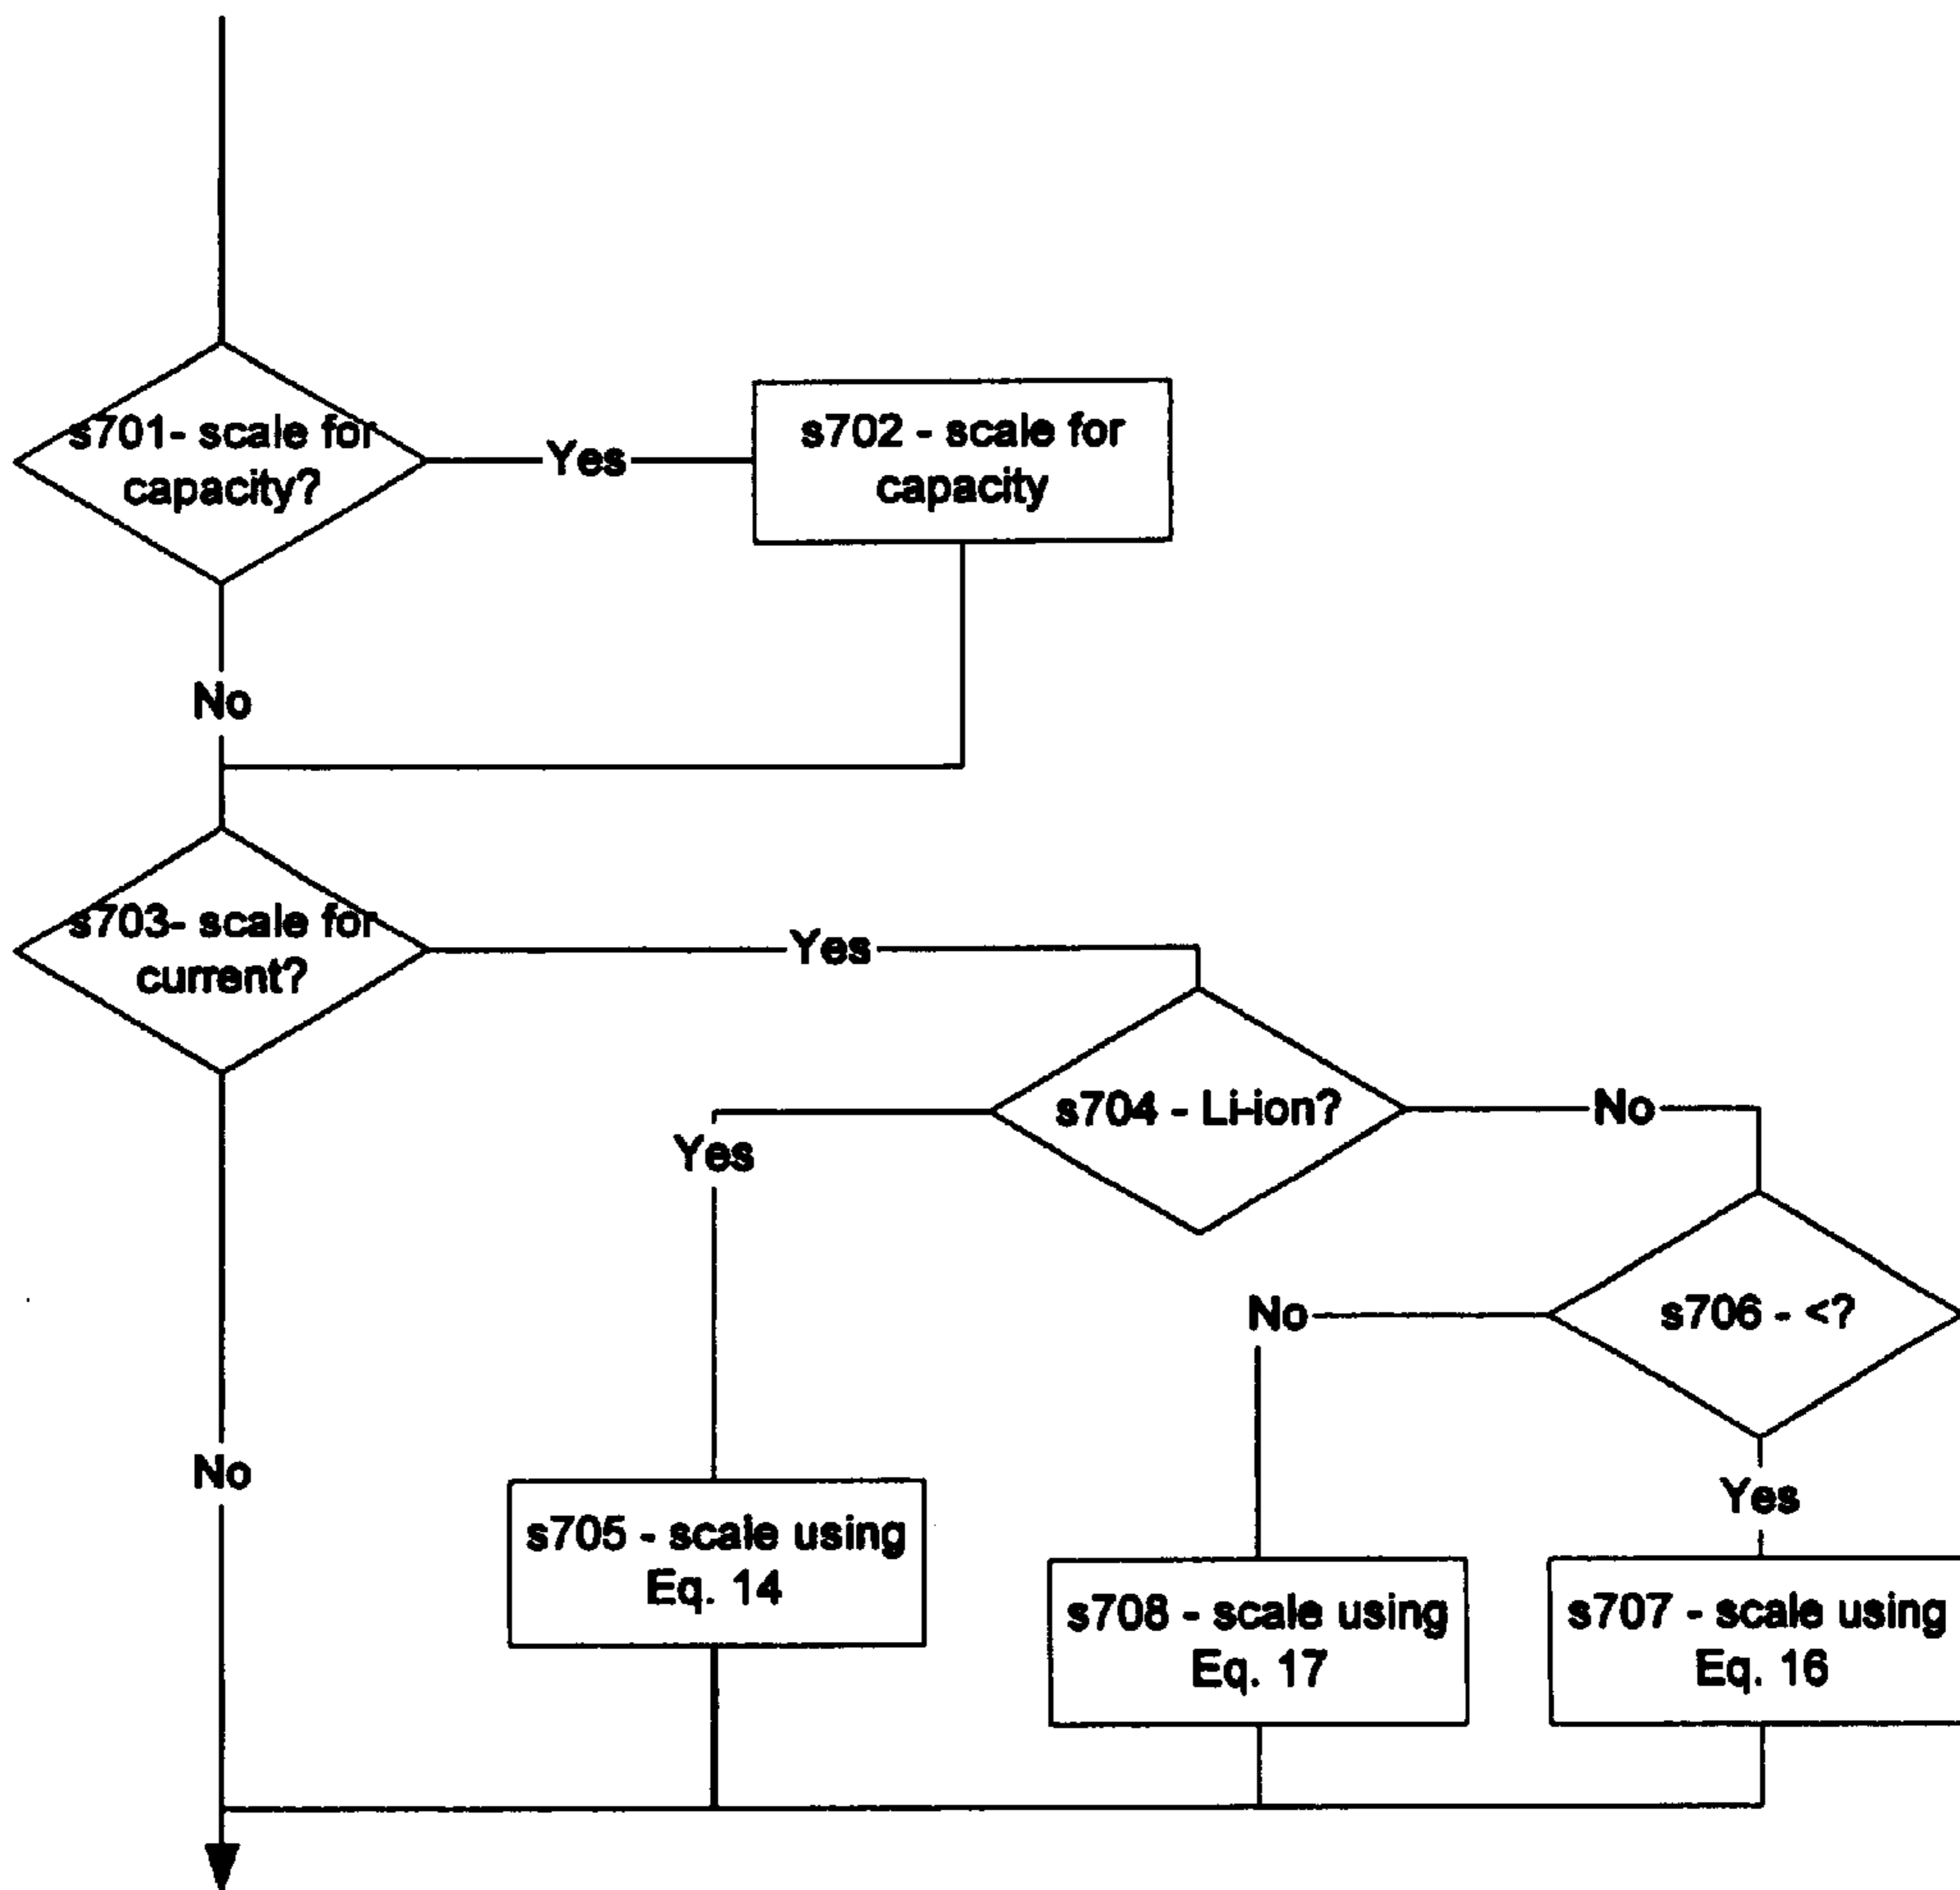 s701- scale for
capacity?
Yes
s702 - scale for
capacity
No
s703- scale for
current?
Yes
s704 - Li-ion?
No
Yes
s706 - <?
No
Yes
No
s705 - scale using
Eq. 14
s708 - scale using
Eq. 17
s707 - scale using
Eq. 16